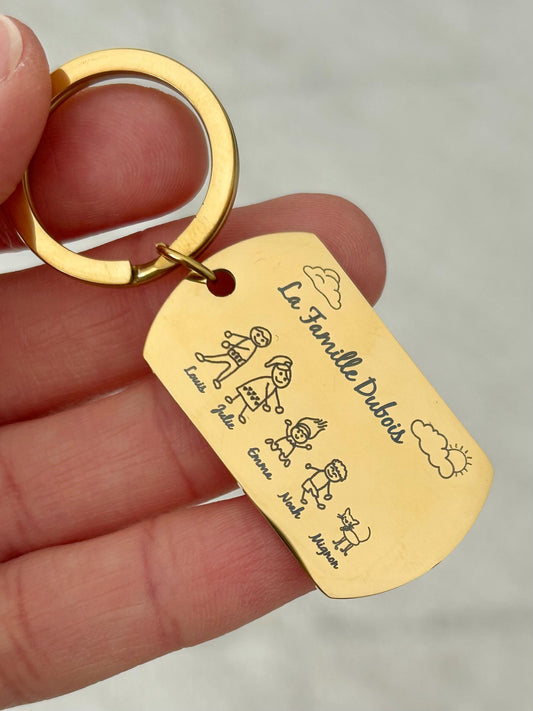 La Famille Dubois
Louis
Julie
Emma
Noah
Mignon